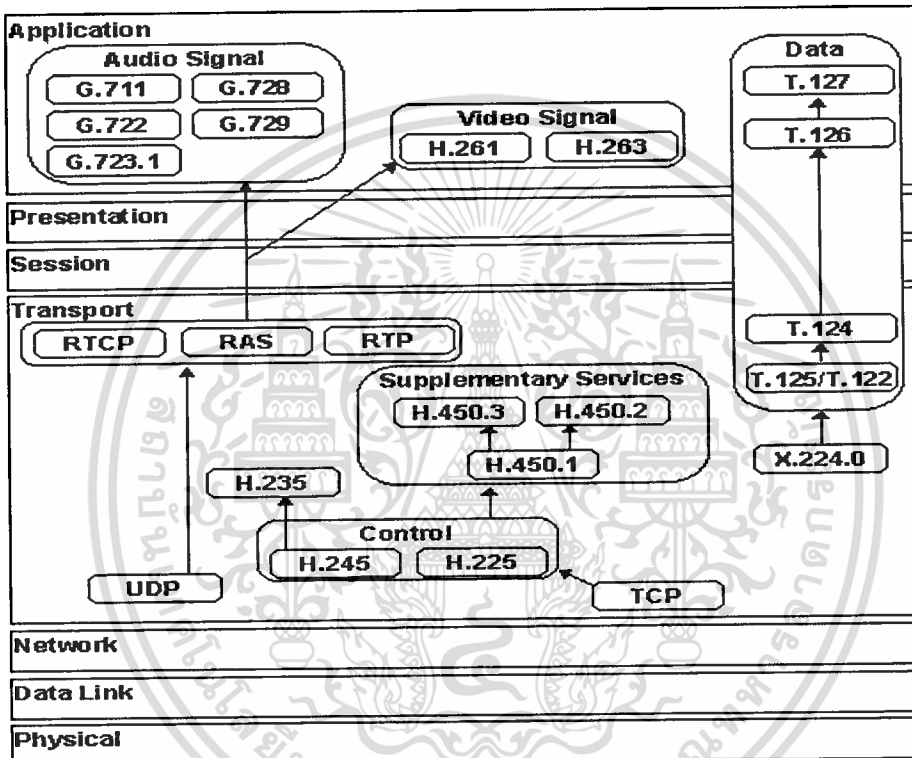 Application
Audio Signal
G.711
G.728
G.722
G.729
G.723.1
Video Signal
H.261
H.263
Data
T.127
T.126
Presentation
Session
Transport
RTCP
RAS
RTP
T.124
T.125/T.122
Supplementary Services
H.450.3
H.450.2
H.450.1
X.224.0
H.235
Control
H.245
H.225
UDP
TCP
Network
Data Link
Physical